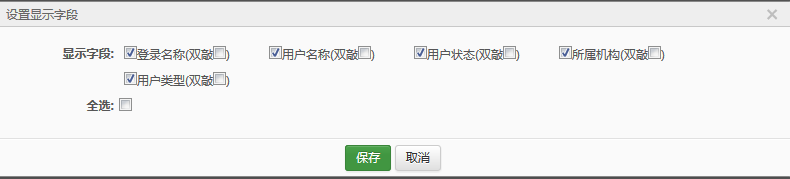 设置显示字段 ×
显示字段: 登录名称(双敲) 用户名称(双敲) 用户状态(双敲) 所属机构(双敲)
用户类型(双敲)
全选:
保存 取消